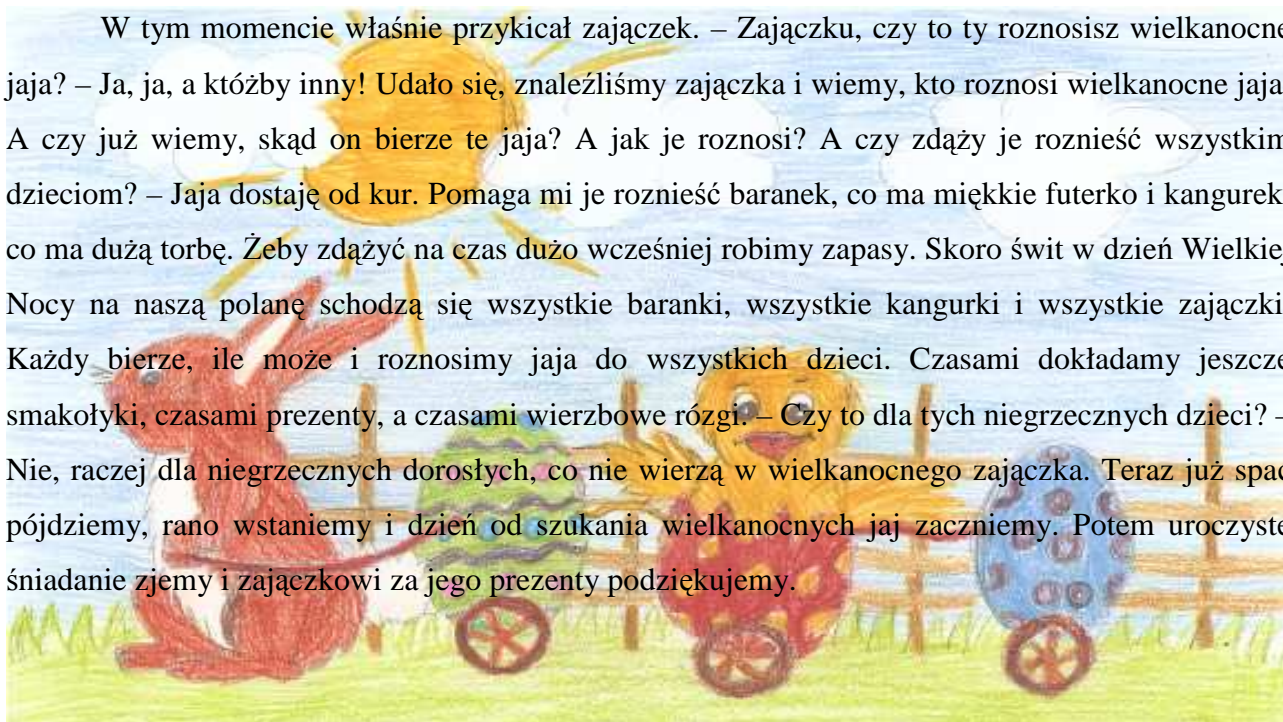 W tym momencie właśnie przykicał zajączek. – Zajączku, czy to ty roznosisz wielkanocne
jaja? – Ja, ja, a któżby inny! Udało się, znaleźliśmy zajączka i wiemy, kto roznosi wielkanocne jaja
A czy już wiemy, skąd on bierze te jaja? A jak je roznosi? A czy zdąży je roznieść wszystkim
dzieciom? – Jaja dostaję od kur. Pomaga mi je roznieść baranek, co ma miękkie futerko i kangurek
co ma dużą torbę. Żeby zdążyć na czas dużo wcześniej robimy zapasy. Skoro świt w dzień Wielkiej
Nocy na naszą polanę schodzą się wszystkie baranki, wszystkie kangurki i wszystkie zajączki
Każdy bierze, ile może i roznosimy jaja do wszystkich dzieci. Czasami dokładamy jeszcze
smakołyki, czasami prezenty, a czasami wierzbowe rózgi. – Czy to dla tych niegrzecznych dzieci? –
Nie, raczej dla niegrzecznych dorosłych, co nie wierzą w wielkanocnego zajączka. Teraz już spać
pójdziemy, rano wstaniemy i dzień od szukania wielkanocnych jaj zaczniemy. Potem uroczyste
śniadanie zjemy i zajączkowi za jego prezenty podziękujemy.